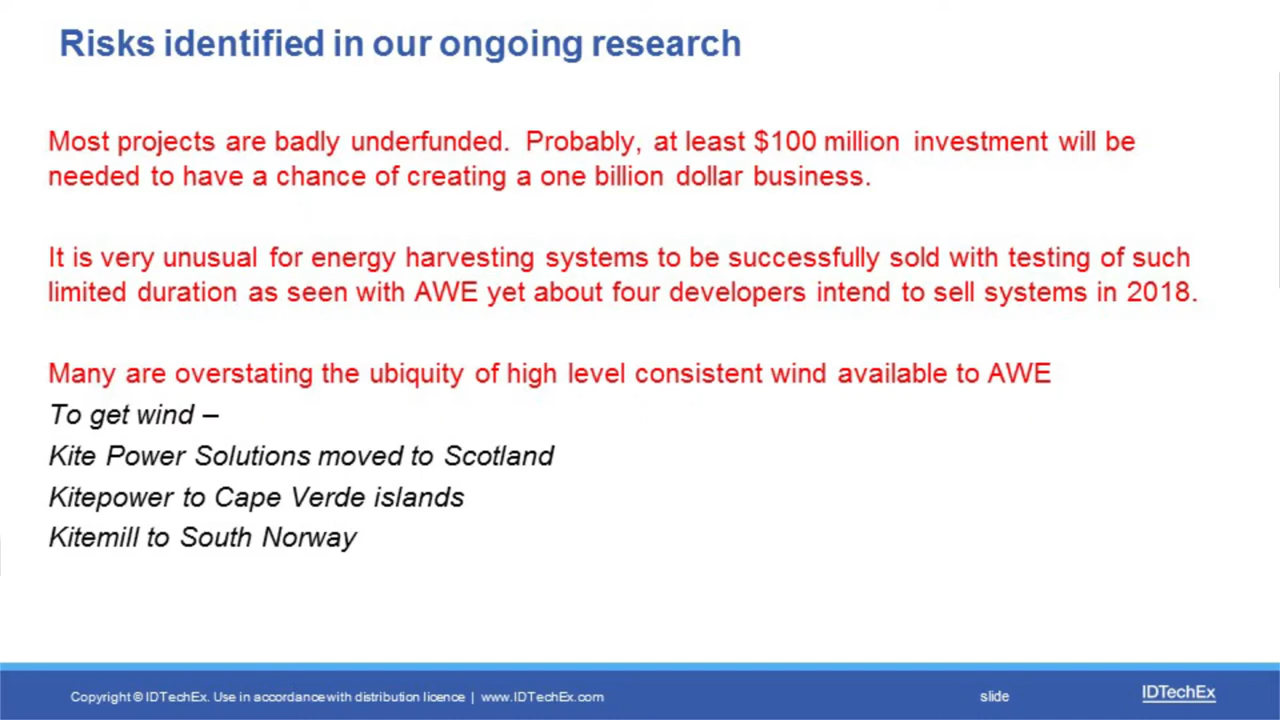 Risks identified in our ongoing research
Most projects are badly underfunded. Probably, at least $100 million investment will be
needed to have a chance of creating a one billion dollar business.
It is very unusual for energy harvesting systems to be successfully sold with testing of such
limited duration as seen with AWE yet about four developers intend to sell systems in 2018.
Many are overstating the ubiquity of high level consistent wind available to AWE
To get wind –
Kite Power Solutions moved to Scotland
Kitepower to Cape Verde islands
Kitemill to South Norway
Copyright © IDTechEx. Use in accordance with distribution licence | www.IDTechEx.com
slide
IDTechEx